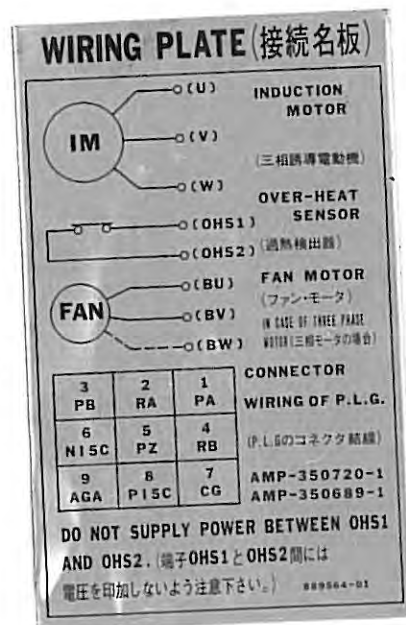 WIRING PLATE(接続名板)
IM
(U)
INDUCTION
MOTOR
(V)
(三相誘導電動機)
(W)
OVER-HEAT
SENSOR
(OHS1)
(OHS2)
(過熱検出器)
FAN
(BU)
FAN MOTOR
(ファン・モータ)
(BV)
IN CASE OF THREE PHASE
(BW)
MOTOR(三相モータの場合)
CONNECTOR
3 2 1
PB RA PA
WIRING OF P.L.G.
6 5 4
N15C PZ RB
(P.L.Gのコネクタ結線)
9 8 7
AGA P15C CG
AMP-350720-1
AMP-350689-1
DO NOT SUPPLY POWER BETWEEN OHS1
AND OHS2.(端子OHS1とOHS2間には
電圧を印加しないよう注意下さい。)
889564-01